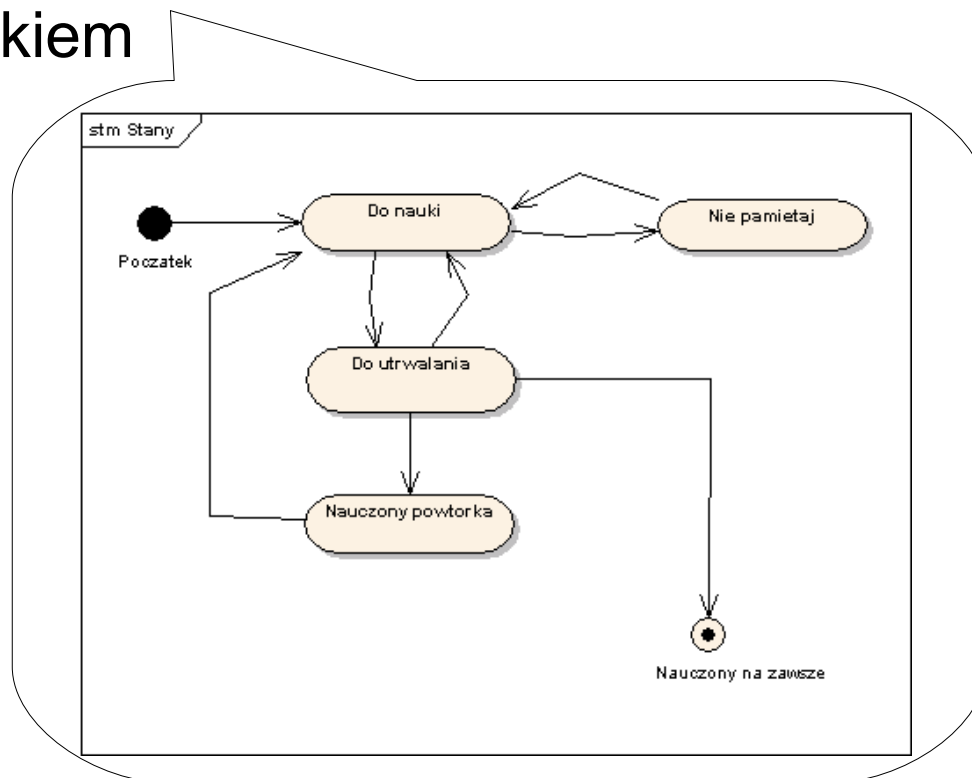 kiem
stm Stany
Do nauki
Nie pamietaj
Poczatek
Do utrwalania
Nauczony powtorka
Nauczony na zawsze